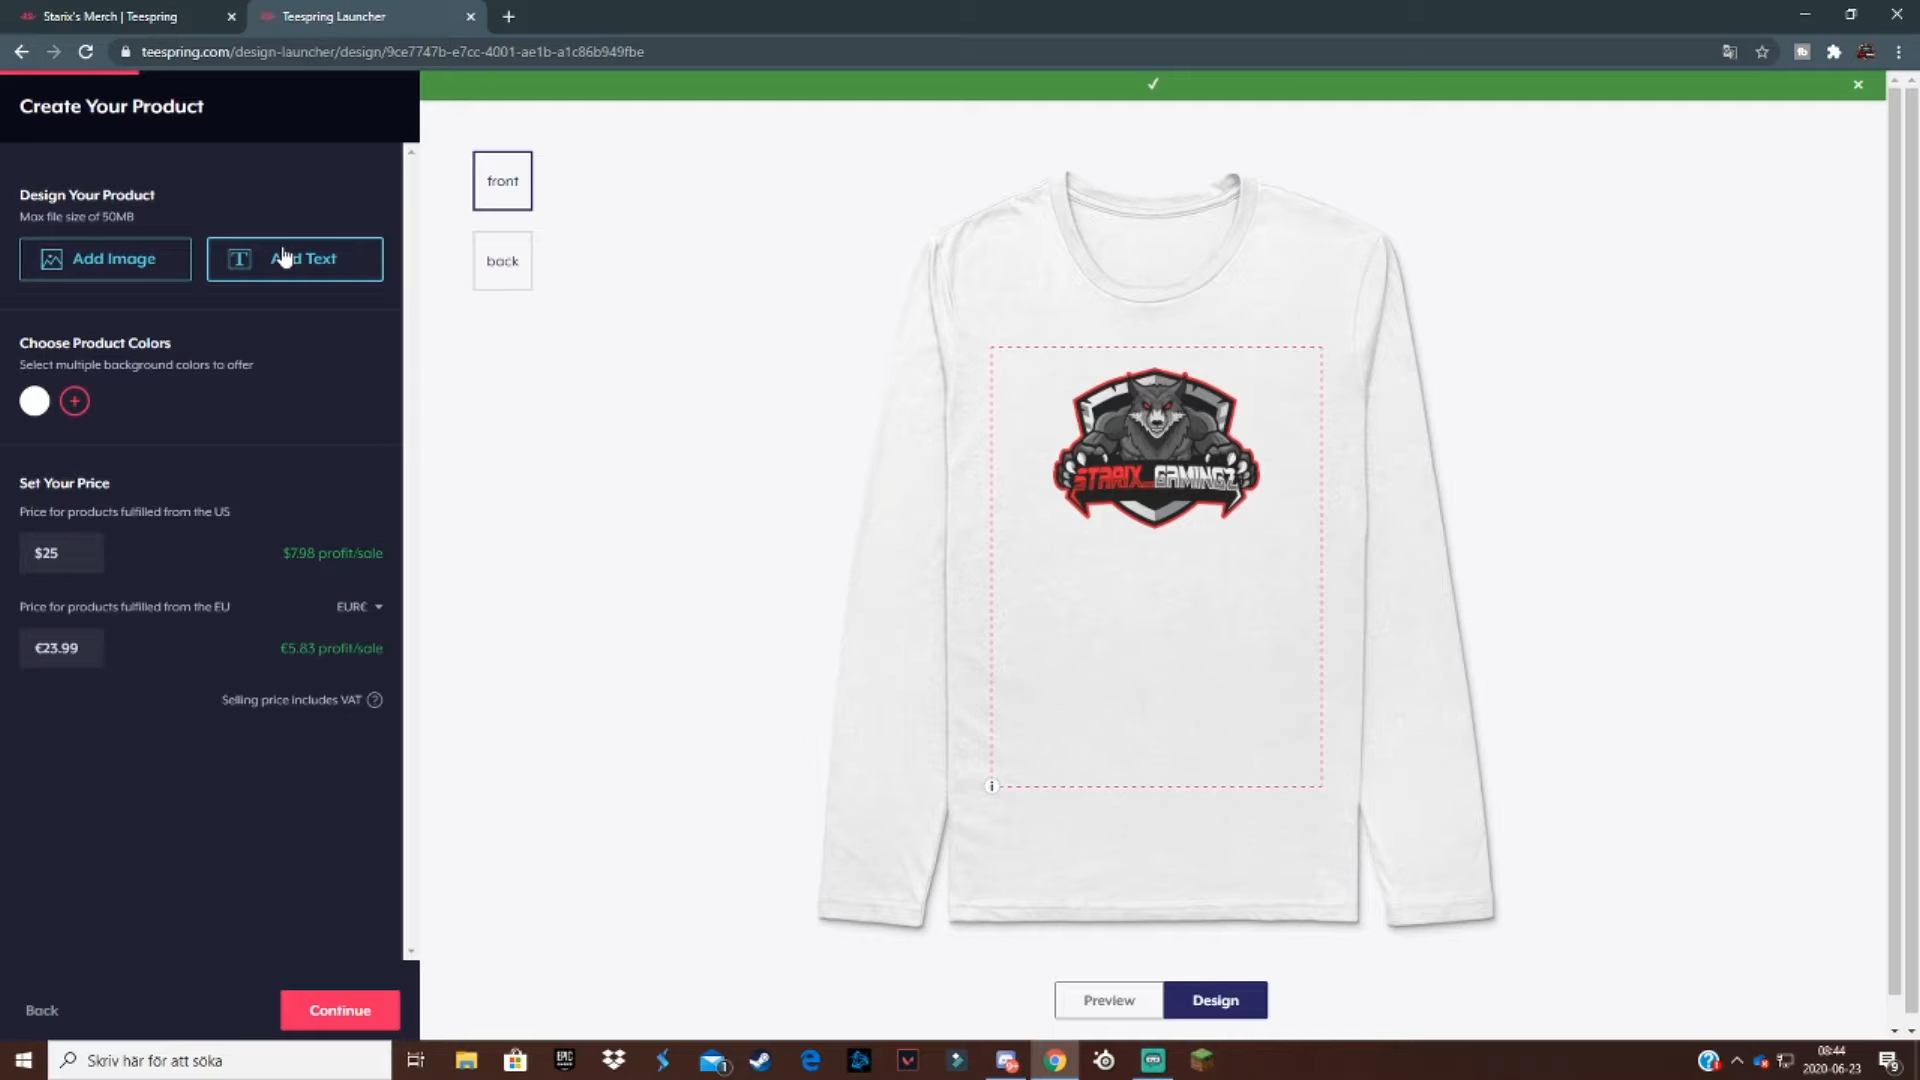 Starix's Merch | Teespring
Teespring Launcher
teespring.com/design-launcher/design/9ce7747b-e7cc-4001-ae1b-a1c86b949fbe
Create Your Product
Design Your Product
Max file size of 50MB
Add Image
Add Text
Choose Product Colors
Select multiple background colors to offer
Set Your Price
Price for products fulfilled from the US
$25
$7.98 profit/sale
Price for products fulfilled from the EU
EUR€
€23.99
€5.83 profit/sale
Selling price includes VAT
Back
Continue
front
back
STARIX_GAMINGZ
Preview
Design
Skriv här för att söka
EPIC
08:44
2020-06-23